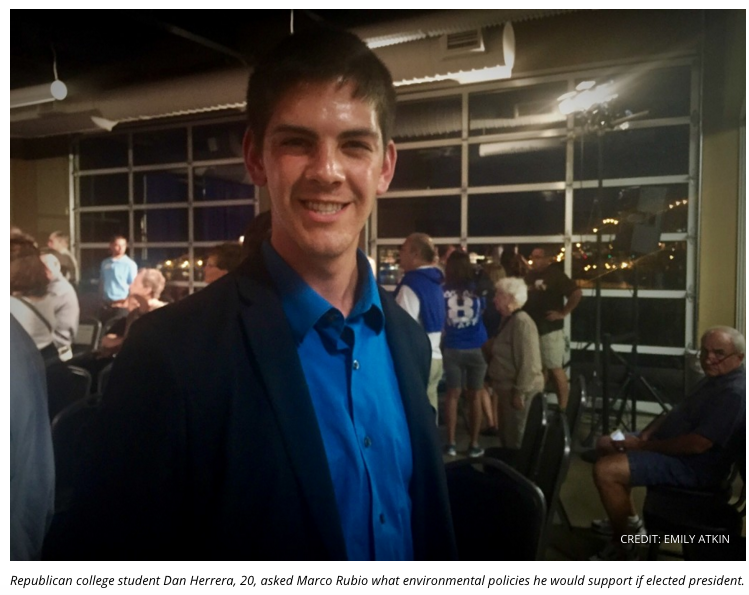 8
CREDIT: EMILY ATKIN
Republican college student Dan Herrera, 20, asked Marco Rubio what environmental policies he would support if elected president.